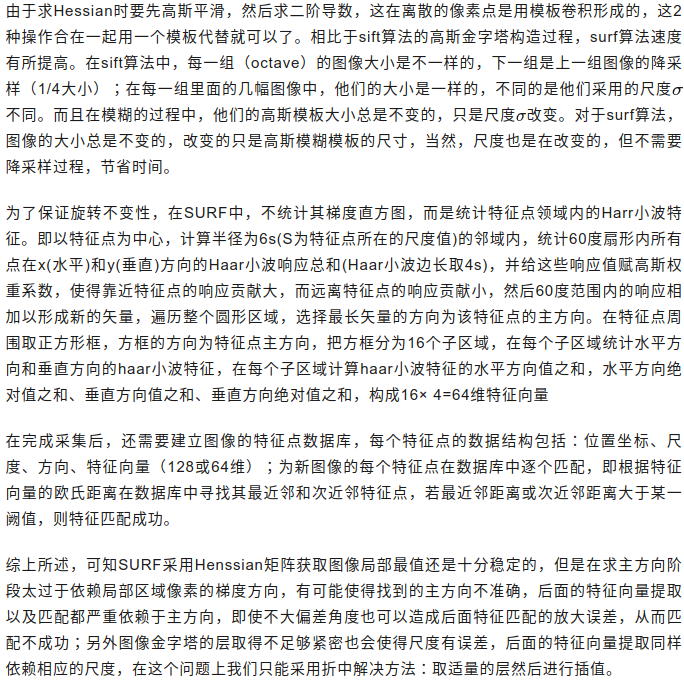 由于求Hessian时要先高斯平滑，然后求二阶导数，这在离散的像素点是用模板卷积形成的，这2
种操作合在一起用一个模板代替就可以了。相比于sift算法的高斯金字塔构造过程，surf算法速度
有所提高。在sift算法中，每一组（octave）的图像大小是不一样的，下一组是上一组图像的降采
样（1/4大小）；在每一组里面的几幅图像中，他们的大小是一样的，不同的是他们采用的尺度σ
不同。而且在模糊的过程中，他们的高斯模板大小总是不变的，只是尺度σ改变。对于surf算法，
图像的大小总是不变的，改变的只是高斯模糊模板的尺寸，当然，尺度也是在改变的，但不需要
降采样过程，节省时间。
为了保证旋转不变性，在SURF中，不统计其梯度直方图，而是统计特征点领域内的Harr小波特
征。即以特征点为中心，计算半径为6s(S为特征点所在的尺度值)的邻域内，统计60度扇形内所有
点在x(水平)和y(垂直)方向的Haar小波响应总和(Haar小波边长取4s)，并给这些响应值赋高斯权
重系数，使得靠近特征点的响应贡献大，而远离特征点的响应贡献小，然后60度范围内的响应相
加以形成新的矢量，遍历整个圆形区域，选择最长矢量的方向为该特征点的主方向。在特征点周
围取正方形框，方框的方向为特征点主方向，把方框分为16个子区域，在每个子区域统计水平方
向和垂直方向的haar小波特征，在每个子区域计算haar小波特征的水平方向值之和，水平方向绝
对值之和、垂直方向值之和、垂直方向绝对值之和，构成16× 4=64维特征向量
在完成采集后，还需要建立图像的特征点数据库，每个特征点的数据结构包括：位置坐标、尺
度、方向、特征向量（128或64维）；为新图像的每个特征点在数据库中逐个匹配，即根据特征
向量的欧氏距离在数据库中寻找其最近邻和次近邻特征点，若最近邻距离或次近邻距离大于某一
阙值，则特征匹配成功。
综上所述，可知SURF采用Henssian矩阵获取图像局部最值还是十分稳定的，但是在求主方向阶
段太过于依赖局部区域像素的梯度方向，有可能使得找到的主方向不准确，后面的特征向量提取
以及匹配都严重依赖于主方向，即使不大偏差角度也可以造成后面特征匹配的放大误差，从而匹
配不成功；另外图像金字塔的层取得不足够紧密也会使得尺度有误差，后面的特征向量提取同样
依赖相应的尺度，在这个问题上我们只能采用折中解决方法：取适量的层然后进行插值。